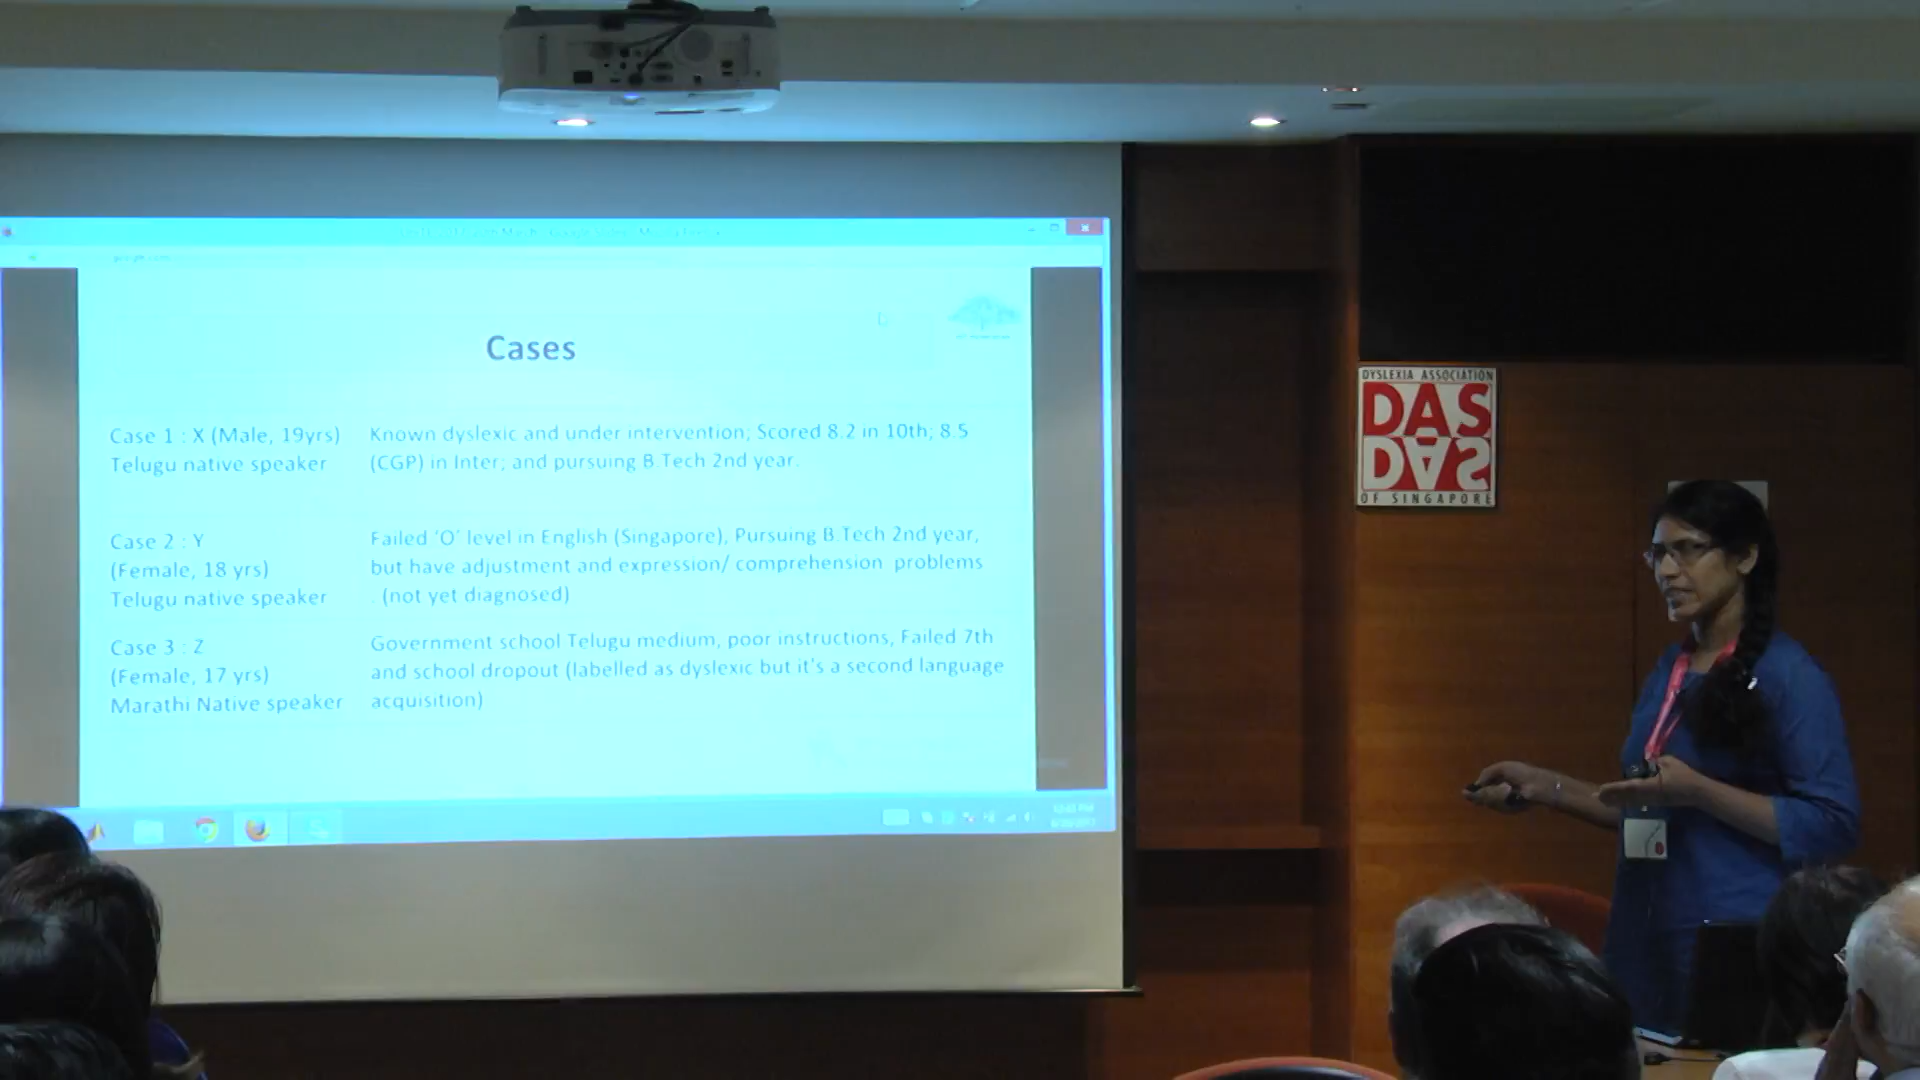 Cases
Case 1 : X (Male, 19yrs)
Telugu native speaker
Known dyslexic and under intervention; Scored 8.2 in 10th; 8.5
(CGP) in Inter; and pursuing B.Tech 2nd year.
Case 2 : Y
(Female, 18 yrs)
Telugu native speaker
Failed ‘O’ level in English (Singapore), Pursuing B.Tech 2nd year,
but have adjustment and expression/ comprehension problems
. (not yet diagnosed)
Case 3 : Z
(Female, 17 yrs)
Marathi Native speaker
Government school Telugu medium, poor instructions, Failed 7th
and school dropout (labelled as dyslexic but it's a second language
acquisition)
DYSLEXIA ASSOCIATION
DAS
DAS
OF SINGAPORE